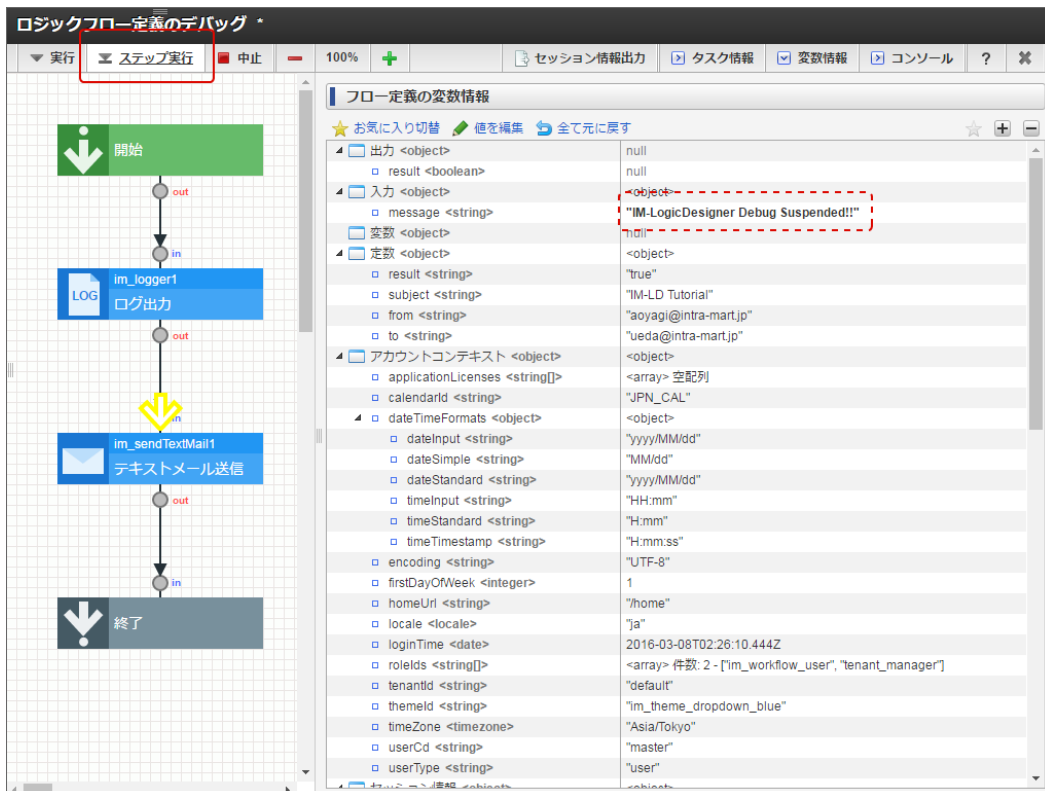 ロジックフロー定義のデバッグ *
実行 ステップ実行 中止 100% セッション情報出力 タスク情報 変数情報 コンソール ?
開始
out
in
im_logger1
LOG
ログ出力
out
in
im_sendTextMail1
テキストメール送信
out
in
終了
フロー定義の変数情報
お気に入り切替 値を編集 全て元に戻す
出力 <object> null
result <boolean> null
入力 <object> <object>
message <string> "IM-LogicDesigner Debug Suspended!!"
変数 <object> null
定数 <object> <object>
result <string> "true"
subject <string> "IM-LD Tutorial"
from <string> "aoyagi@intra-mart.jp"
to <string> "ueda@intra-mart.jp"
アカウントコンテキスト <object> <object>
applicationLicenses <string[]> <array> 空配列
calendarId <string> "JPN_CAL"
dateTimeFormats <object> <object>
dateInput <string> "yyyy/MM/dd"
dateSimple <string> "MM/dd"
dateStandard <string> "yyyy/MM/dd"
timeInput <string> "HH:mm"
timeStandard <string> "H:mm"
timeTimestamp <string> "H:mm:ss"
encoding <string> "UTF-8"
firstDayOfWeek <integer> 1
homeUrl <string> "/home"
locale <locale> "ja"
loginTime <date> 2016-03-08T02:26:10.444Z
roleIds <string[]> <array> 件数: 2 - ["im_workflow_user", "tenant_manager"]
tenantId <string> "default"
themeId <string> "im_theme_dropdown_blue"
timeZone <timezone> "Asia/Tokyo"
userCd <string> "master"
userType <string> "user"
セッション情報 <object> <object>